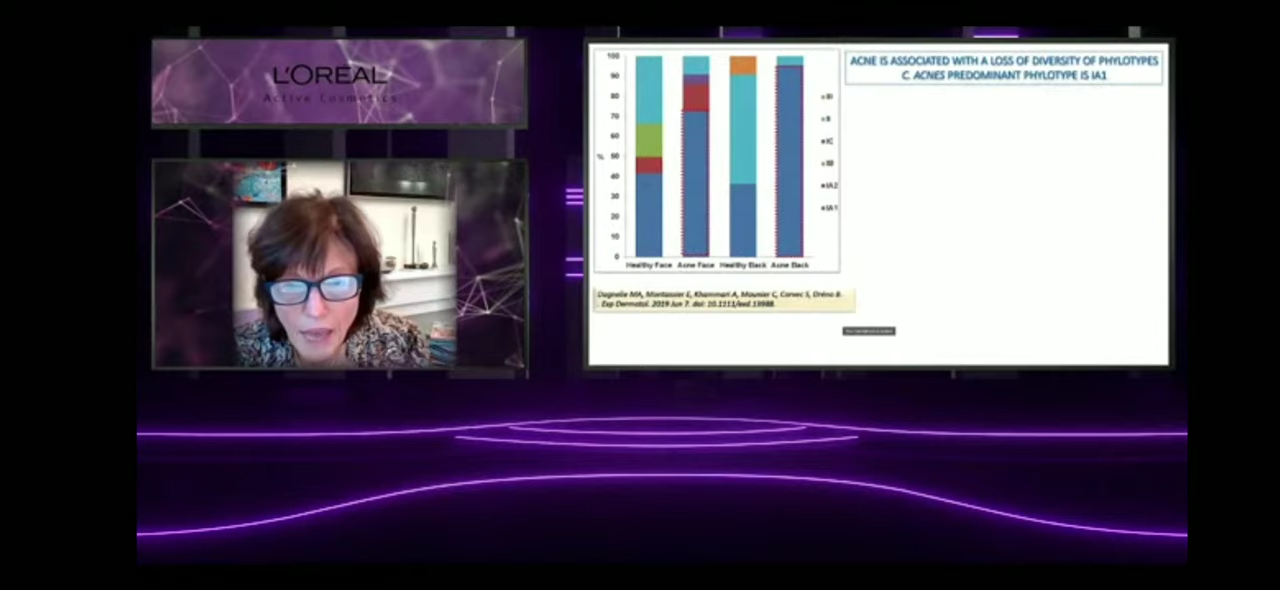 L'ORÉAL
Active Cosmetics
ACNE IS ASSOCIATED WITH A LOSS OF DIVERSITY OF PHYLOTYPES
C. ACNES PREDOMINANT PHYLOTYPE IS IA1
100
90
80
70
60
%
50
40
30
20
10
0
III
II
IC
IB
IA2
IA1
Healthy Face
Acne Face
Healthy Back
Acne Back
Dagnelie MA, Montassier E, Khammari A, Mounier C, Corvec S, Dréno B.
Exp Dermatol. 2019 Jun 7. doi: 10.1111/exd.13988.